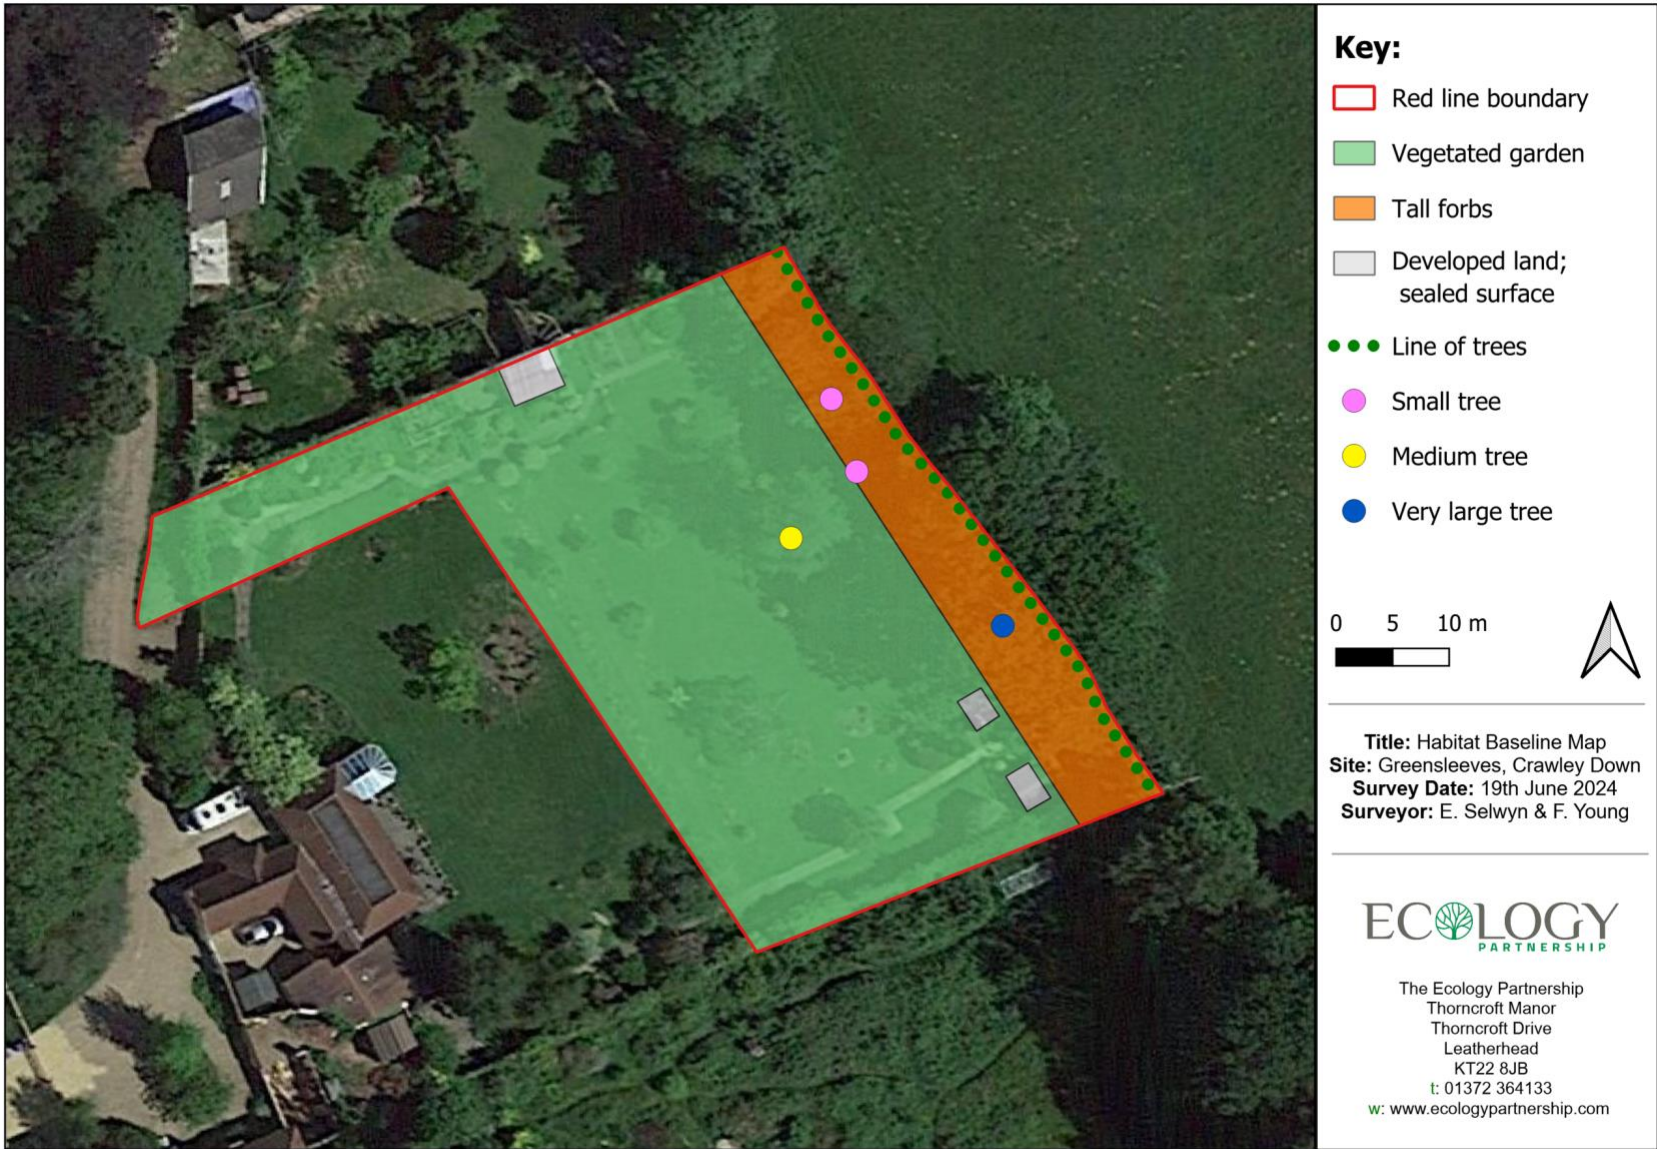 Key:
Red line boundary
Vegetated garden
Tall forbs
Developed land;
sealed surface
Line of trees
Small tree
Medium tree
Very large tree
0 5 10 m
Title: Habitat Baseline Map
Site: Greensleeves, Crawley Down
Survey Date: 19th June 2024
Surveyor: E. Selwyn & F. Young
ECOLOGY
PARTNERSHIP
The Ecology Partnership
Thorncroft Manor
Thorncroft Drive
Leatherhead
KT22 8JB
t: 01372 364133
w: www.ecologypartnership.com